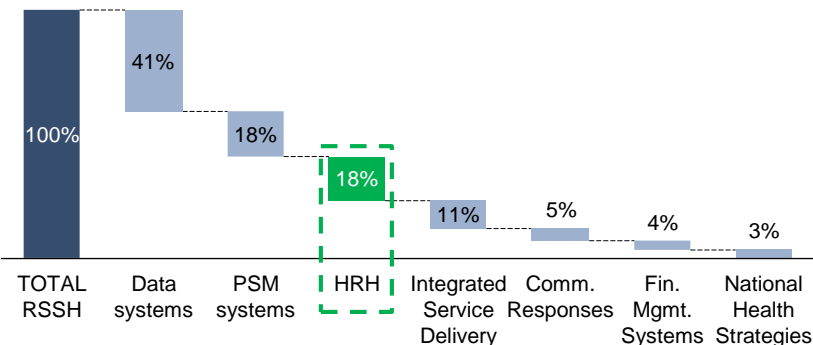 41%
100%
18%
18%
11%
5%
4%
3%
TOTAL
RSSH
Data
systems
PSM
systems
HRH
Integrated
Service
Delivery
Comm.
Responses
Fin.
Mgmt.
Systems
National
Health
Strategies